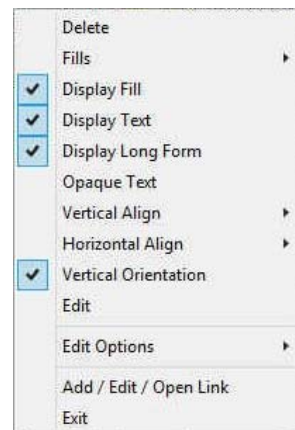 Delete
Fills
Display Fill
Display Text
Display Long Form
Opaque Text
Vertical Align
Horizontal Align
Vertical Orientation
Edit
Edit Options
Add / Edit / Open Link
Exit